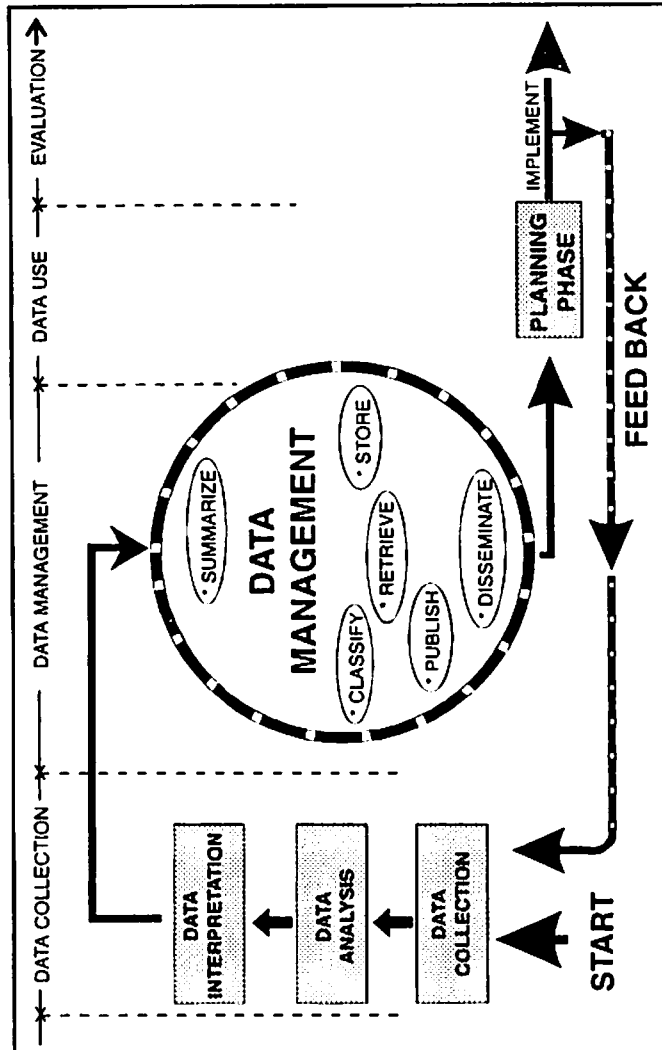 DATA COLLECTION
DATA MANAGEMENT
DATA USE
EVALUATION
DATA
INTERPRETATION
DATA
ANALYSIS
DATA
COLLECTION
START
• SUMMARIZE
DATA
MANAGEMENT
• CLASSIFY
• STORE
• RETRIEVE
• PUBLISH
• DISSEMINATE
PLANNING
PHASE
IMPLEMENT
FEED BACK